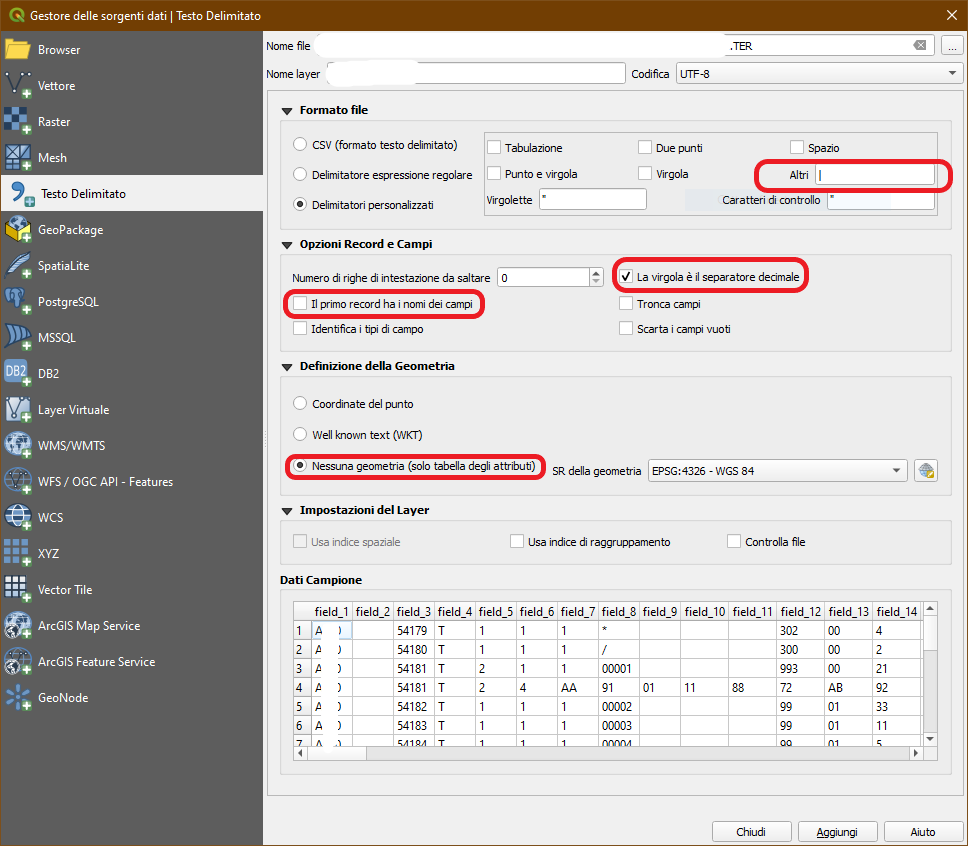 Gestore delle sorgenti dati | Testo Delimitato
Browser
Vettore
Raster
Mesh
Testo Delimitato
GeoPackage
SpatiaLite
PostgreSQL
MSSQL
DB2
DB2
Layer Virtuale
WMS/WMTS
WFS / OGC API - Features
WCS
XYZ
Vector Tile
ArcGIS Map Service
ArcGIS Feature Service
GeoNode
Nome file .TER ...
Nome layer Codifica UTF-8
Formato file
CSV (formato testo delimitato)
Delimitatore espressione regolare
Delimitatori personalizzati
Tabulazione Due punti Spazio
Punto e virgola Virgola Altri |
Virgolette " Caratteri di controllo "
Opzioni Record e Campi
Numero di righe di intestazione da saltare 0 La virgola è il separatore decimale
Il primo record ha i nomi dei campi Tronca campi
Identifica i tipi di campo Scarta i campi vuoti
Definizione della Geometria
Coordinate del punto
Well known text (WKT)
Nessuna geometria (solo tabella degli attributi) SR della geometria EPSG:4326 - WGS 84
Impostazioni del Layer
Usa indice spaziale Usa indice di raggruppamento Controlla file
Dati Campione
field_1 field_2 field_3 field_4 field_5 field_6 field_7 field_8 field_9 field_10 field_11 field_12 field_13 field_14
1 A 54179 T 1 1 1 * 302 00 4
2 A 54180 T 1 1 1 / 300 00 2
3 A 54181 T 2 1 1 00001 993 00 21
4 A 54181 T 2 4 AA 91 01 11 88 72 AB 92
5 A 54182 T 1 1 1 00002 99 01 33
6 A 54183 T 1 1 1 00003 99 01 11
7 A 54184 T 1 1 1 00004 99 01 5
Chiudi Aggiungi Aiuto